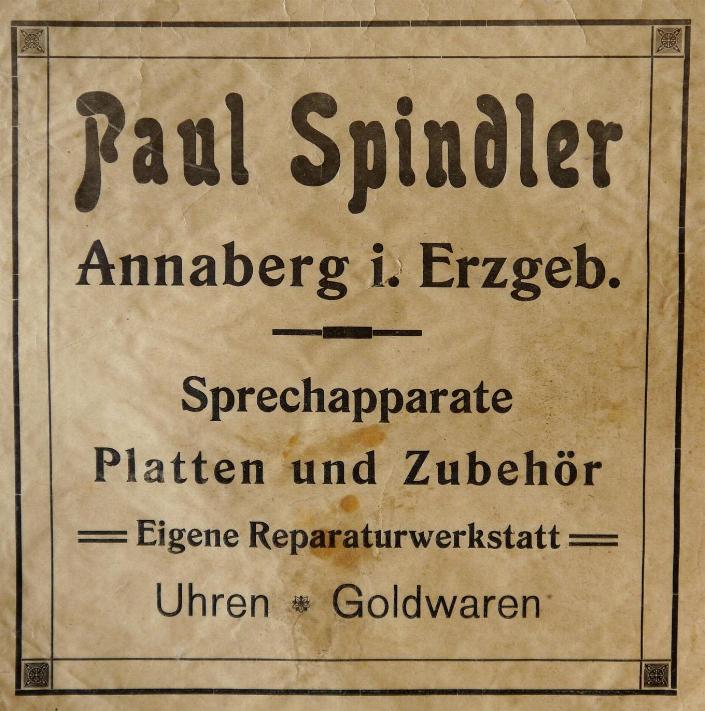 Paul Spindler
Annaberg i. Erzgeb.
Sprechapparate
Platten und Zubehör
Eigene Reparaturwerkstatt
Uhren Goldwaren